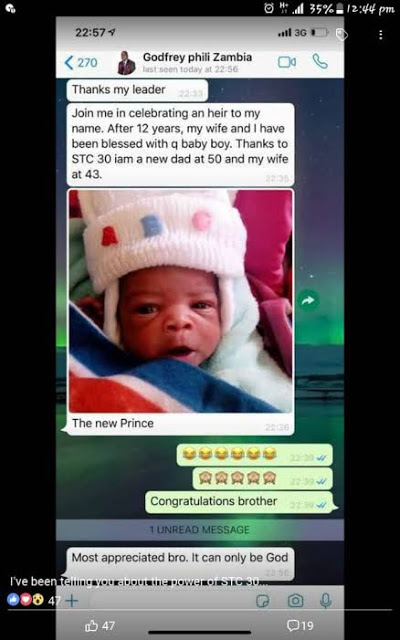 35% 12:44 pm
22:57
3G
270
Godfrey phili Zambia
last seen today at 22:56
Thanks my leader
22:33
Join me in celebrating an heir to my
name. After 12 years, my wife and I have
been blessed with q baby boy. Thanks to
STC 30 iam a new dad at 50 and my wife
at 43.
22:35
A B
The new Prince
22:36
22:39
22:39
Congratulations brother
22:39
1 UNREAD MESSAGE
Most appreciated bro. It can only be God
22:56
I've been telling you about the power of STC 30...
47
47
19